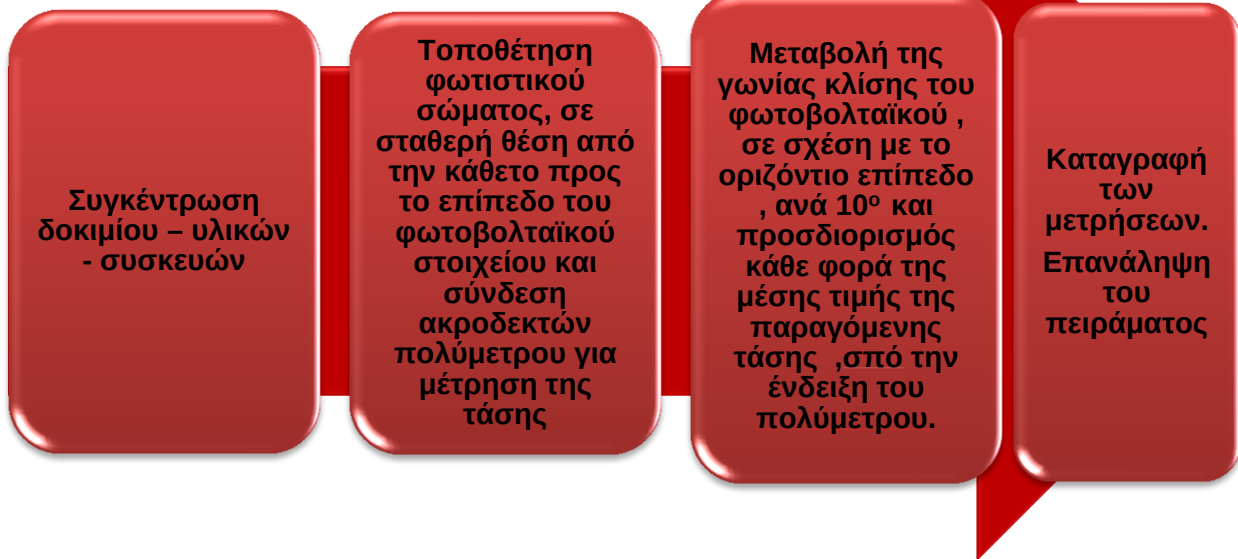 Συγκέντρωση
δοκιμίου – υλικών
- συσκευών
Τοποθέτηση
φωτιστικού
σώματος, σε
σταθερή θέση από
την κάθετο προς
το επίπεδο του
φωτοβολταϊκού
στοιχείου και
σύνδεση
ακροδεκτών
πολύμετρου για
μέτρηση της
τάσης
Μεταβολή της
γωνίας κλίσης του
φωτοβολταϊκού ,
σε σχέση με το
οριζόντιο επίπεδο
, ανά 10º και
προσδιορισμός
κάθε φορά της
μέσης τιμής της
παραγόμενης
τάσης ,σπό την
ένδειξη του
πολύμετρου.
Καταγραφή
των
μετρήσεων.
Επανάληψη
του
πειράματος